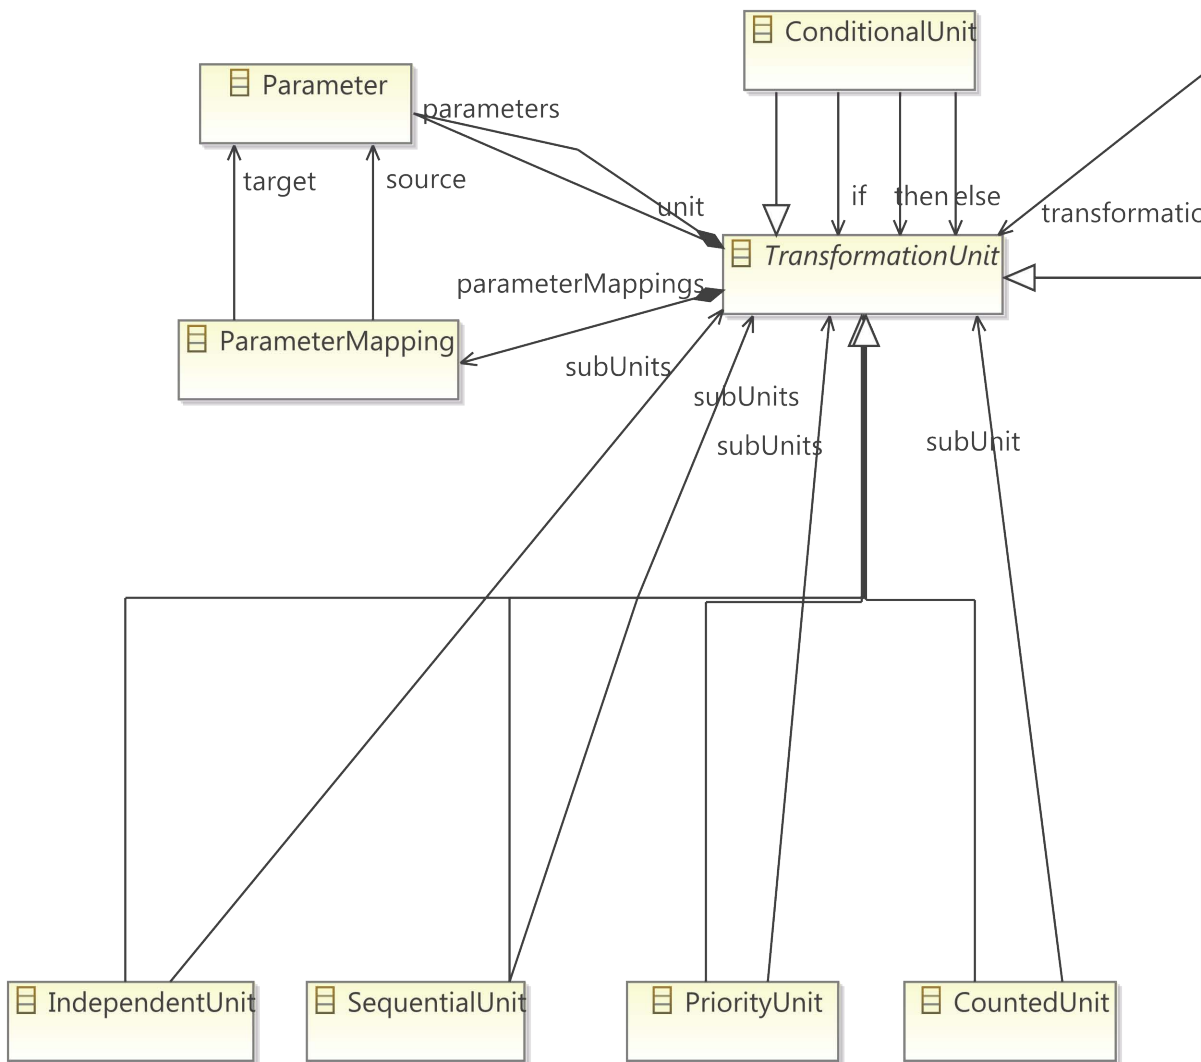 ConditionalUnit
Parameter
parameters
target
source
unit
if
then
else
transformatio
TransformationUnit
parameterMappings
ParameterMapping
subUnits
subUnits
subUnits
subUnit
IndependentUnit
SequentialUnit
PriorityUnit
CountedUnit